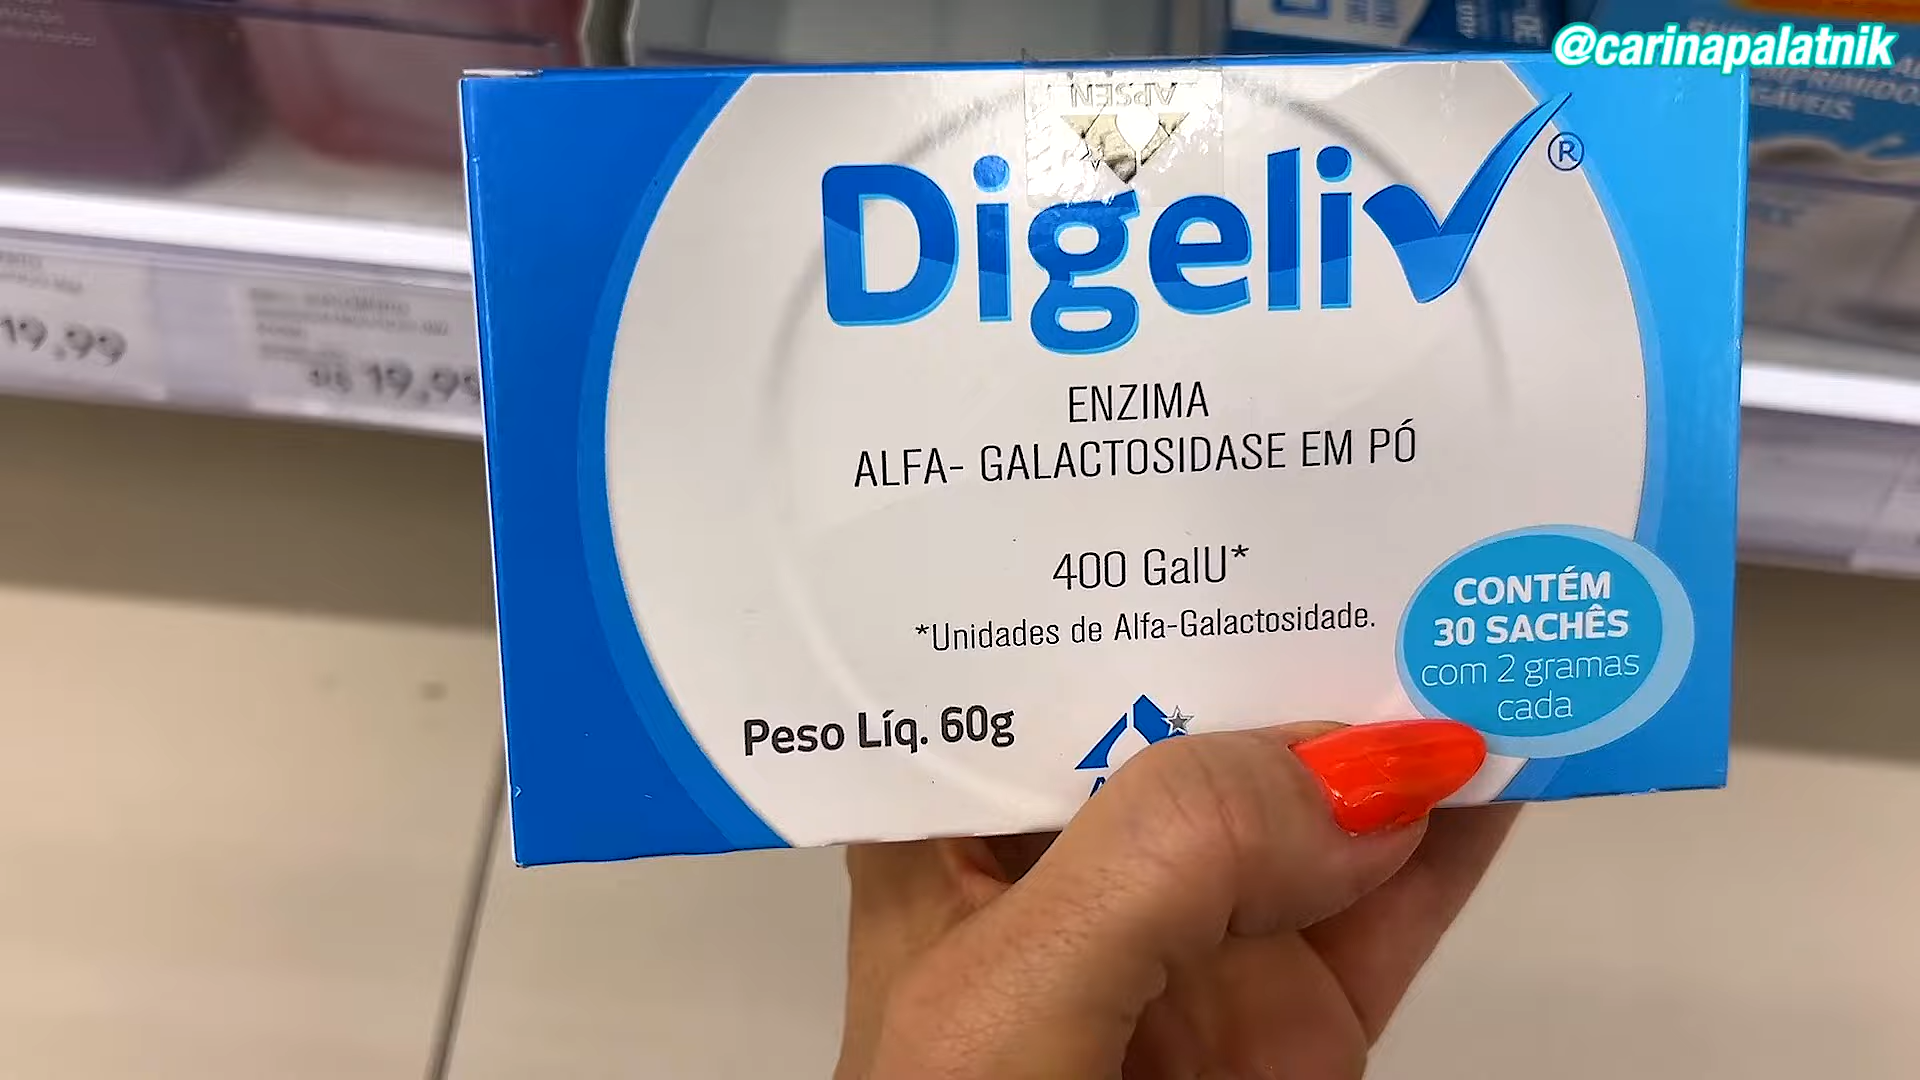 @carinapalatnik
APSEN
Digeliv®
ENZIMA
ALFA- GALACTOSIDASE EM PÓ
400 GalU*
*Unidades de Alfa-Galactosidade.
CONTÉM
30 SACHÊS
com 2 gramas
cada
Peso Líq. 60g
19,99
R$ 19,99